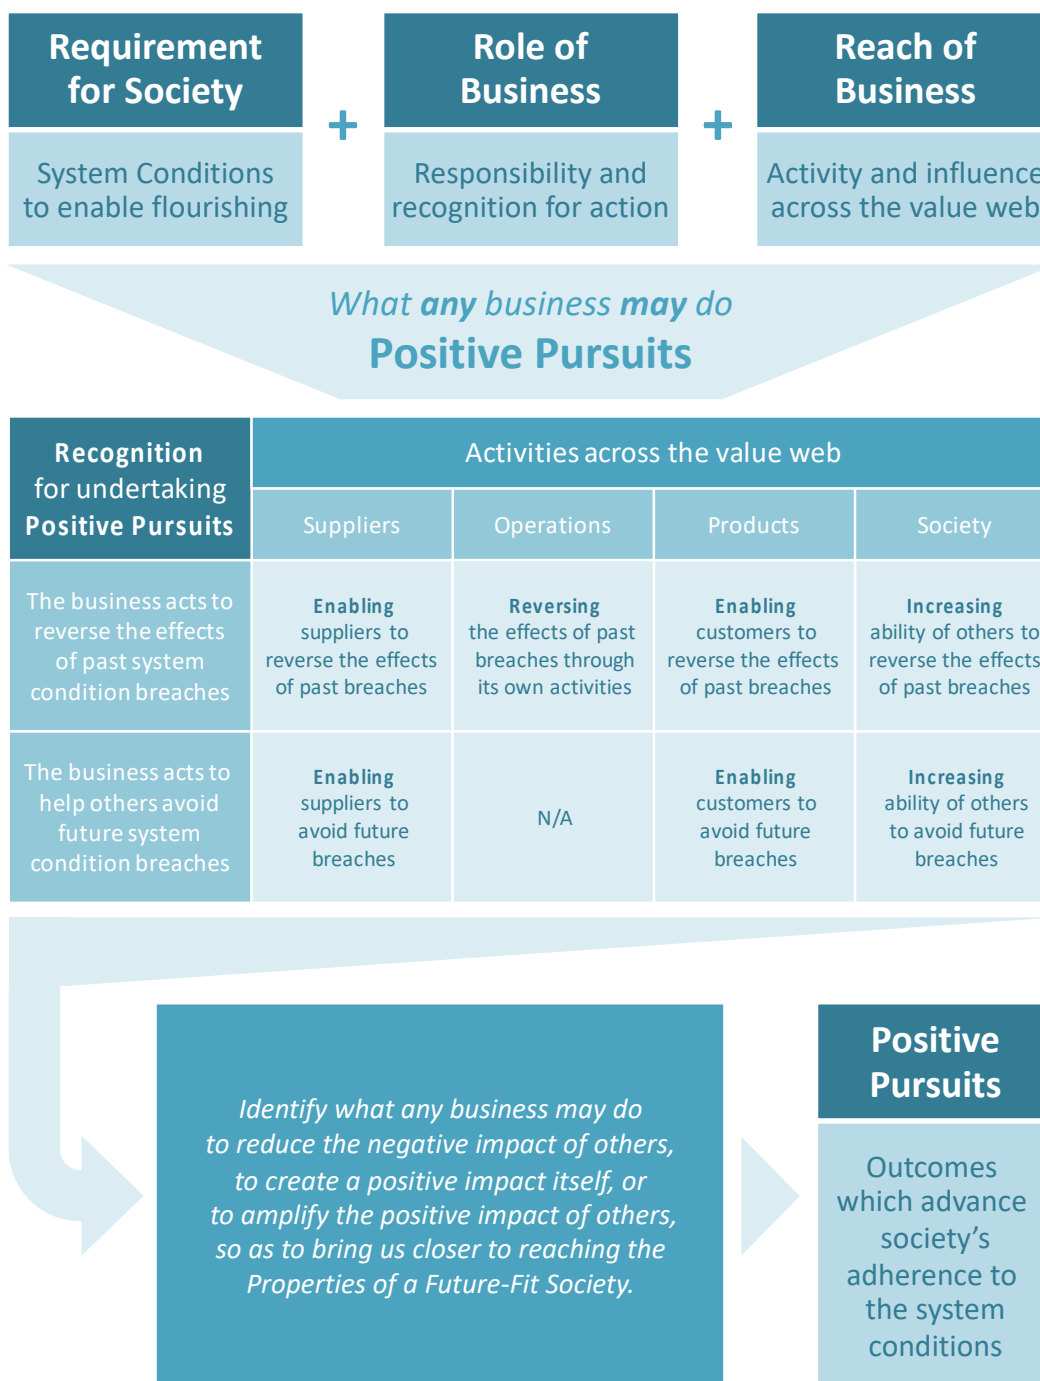 Requirement
for Society
System Conditions
to enable flourishing
+
Role of
Business
Responsibility and
recognition for action
+
Reach of
Business
Activity and influence
across the value web
What any business may do
Positive Pursuits
Recognition
for undertaking
Positive Pursuits
Activities across the value web
Suppliers
Operations
Products
Society
The business acts to
reverse the effects
of past system
condition breaches
Enabling
suppliers to
reverse the effects
of past breaches
Reversing
the effects of past
breaches through
its own activities
Enabling
customers to
reverse the effects
of past breaches
Increasing
ability of others to
reverse the effects
of past breaches
The business acts to
help others avoid
future system
condition breaches
Enabling
suppliers to
avoid future
breaches
N/A
Enabling
customers to
avoid future
breaches
Increasing
ability of others
to avoid future
breaches
Identify what any business may do
to reduce the negative impact of others,
to create a positive impact itself, or
to amplify the positive impact of others,
so as to bring us closer to reaching the
Properties of a Future-Fit Society.
Positive
Pursuits
Outcomes
which advance
society's
adherence to
the system
conditions